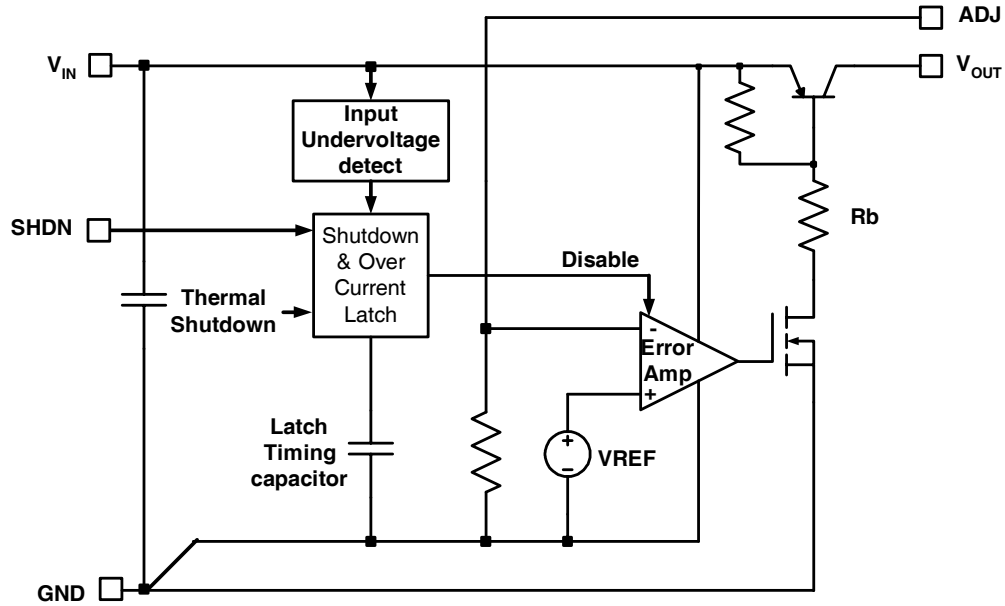 ADJ
VIN
VOUT
Input
Undervoltage
detect
Rb
SHDN
Shutdown
& Over
Current
Latch
Disable
Thermal
Shutdown
-
Error
Amp
+
Latch
Timing
capacitor
+
−
VREF
GND